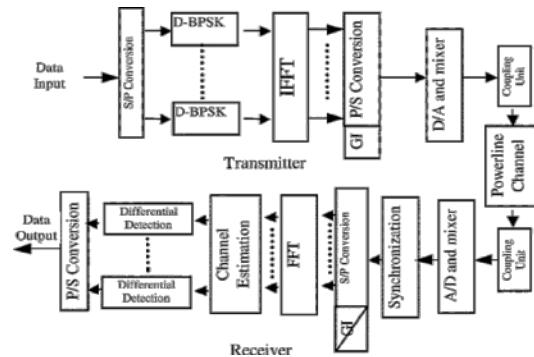 Data
Input
S/P Conversion
D-BPSK
D-BPSK
IFFT
P/S Conversion
GI
D/A and mixer
Coupling
Unit
Transmitter
Powerline
Channel
Data
Output
P/S Conversion
Differential
Detection
Differential
Detection
Channel
Estimation
FFT
S/P Conversion
GI
Synchronization
A/D and mixer
Coupling
Unit
Receiver